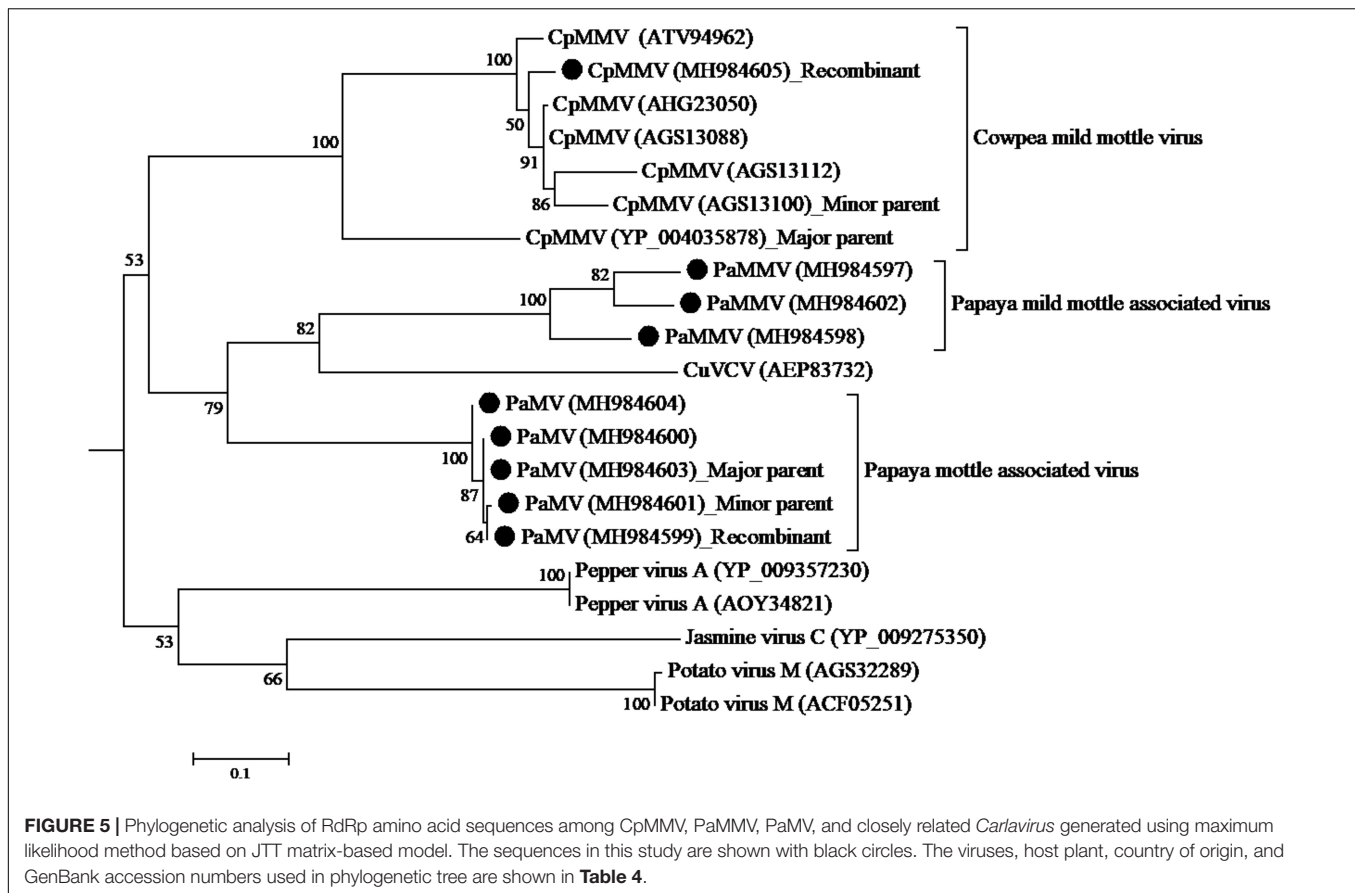 CpMMV (ATV94962)
100
CpMMV (MH984605)_Recombinant
CpMMV (AHG23050)
50
CpMMV (AGS13088)
Cowpea mild mottle virus
100
91
CpMMV (AGS13112)
86
CpMMV (AGS13100)_Minor parent
CpMMV (YP_004035878)_Major parent
53
PaMMV (MH984597)
82
100
PaMMV (MH984602)
Papaya mild mottle associated virus
82
PaMMV (MH984598)
CuVCV (AEP83732)
79
PaMV (MH984604)
PaMV (MH984600)
100
PaMV (MH984603)_Major parent
Papaya mottle associated virus
87
PaMV (MH984601)_Minor parent
64
PaMV (MH984599)_Recombinant
100
Pepper virus A (YP_009357230)
Pepper virus A (AOY34821)
53
Jasmine virus C (YP_009275350)
66
Potato virus M (AGS32289)
100
Potato virus M (ACF05251)
0.1
FIGURE 5 | Phylogenetic analysis of RdRp amino acid sequences among CpMMV, PaMMV, PaMV, and closely related Carlavirus generated using maximum
likelihood method based on JTT matrix-based model. The sequences in this study are shown with black circles. The viruses, host plant, country of origin, and
GenBank accession numbers used in phylogenetic tree are shown in Table 4.